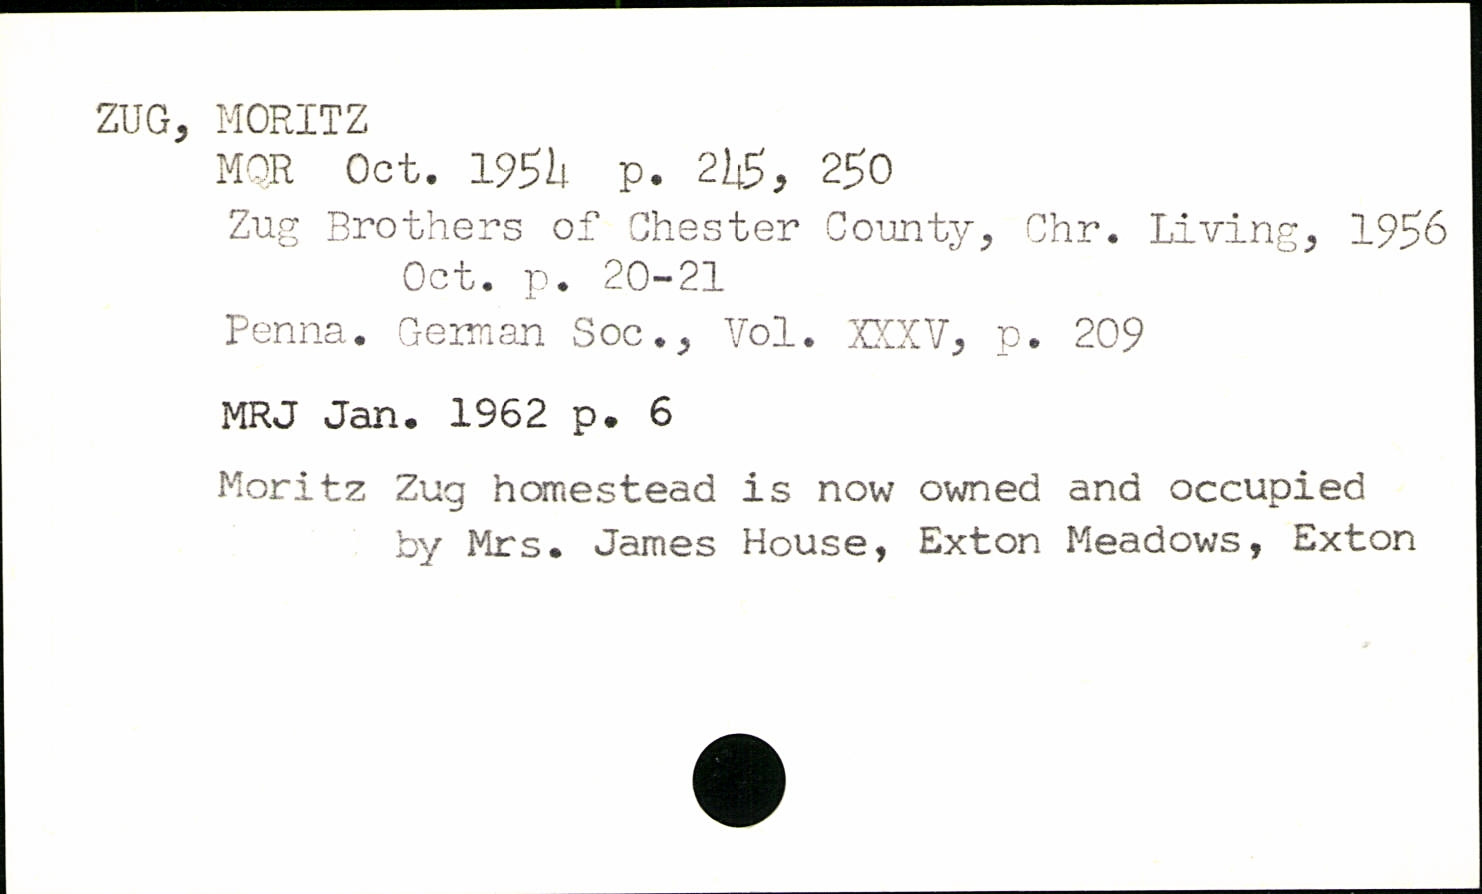 ZUG, MORITZ
MQR Oct. 1954 p. 245, 250
Zug Brothers of Chester County, Chr. Living, 1956
Oct. p. 20-21
Penna. German Soc., Vol. XXXV, p. 209
MRJ Jan. 1962 p. 6
Moritz Zug homestead is now owned and occupied
by Mrs. James House, Exton Meadows, Exton